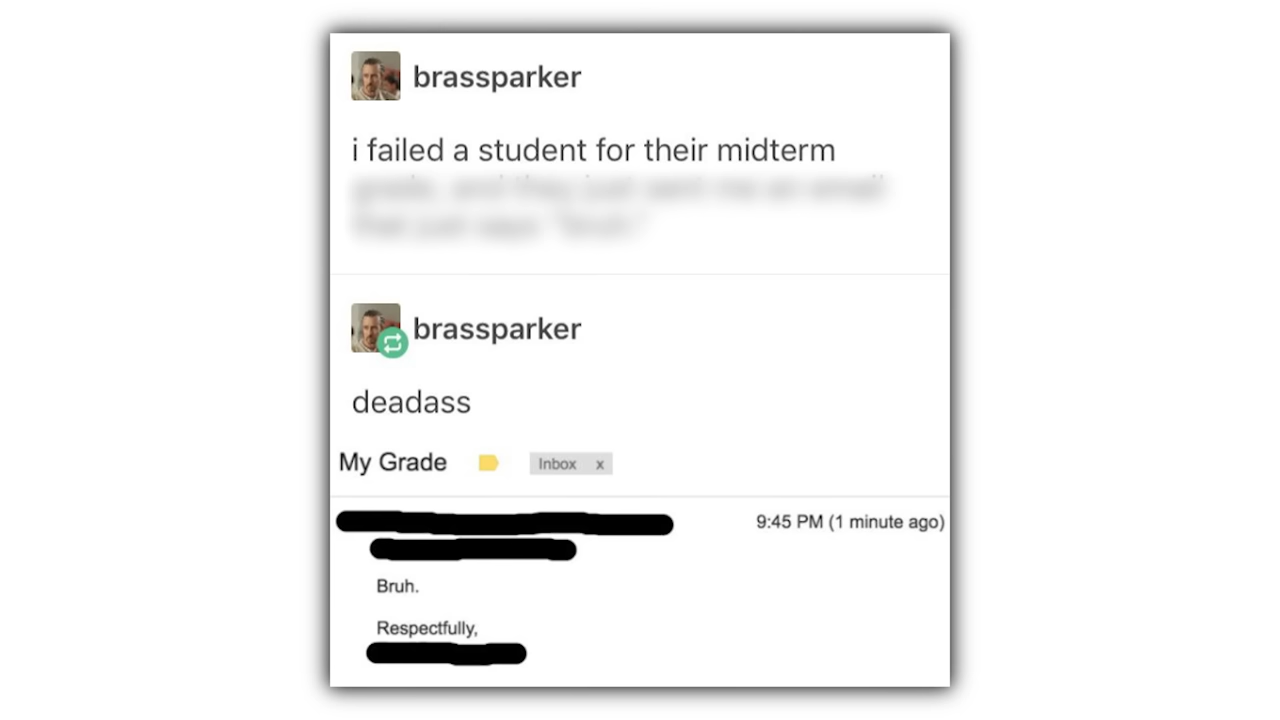 brassparker
i failed a student for their midterm
brassparker
deadass
My Grade Inbox x
9:45 PM (1 minute ago)
Bruh.
Respectfully,